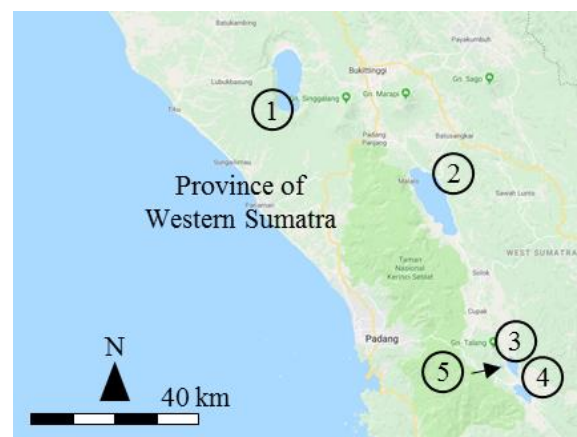 Batukambing
Payakumbuh
Lubukbasung
Bukittinggi
Gn. Sago
1
Gn. Singgalang
Gn. Marapi
Tiku
Padang
Panjang
Batusangkar
Sungailimau
Province of
Western Sumatra
Malalo
2
Pariaman
Sawah Lunto
Taman
Nasional
Kerinci Seblat
Solok
WEST SUMATRA
Cupak
N
Padang
Gn. Talang
3
5
4
40 km